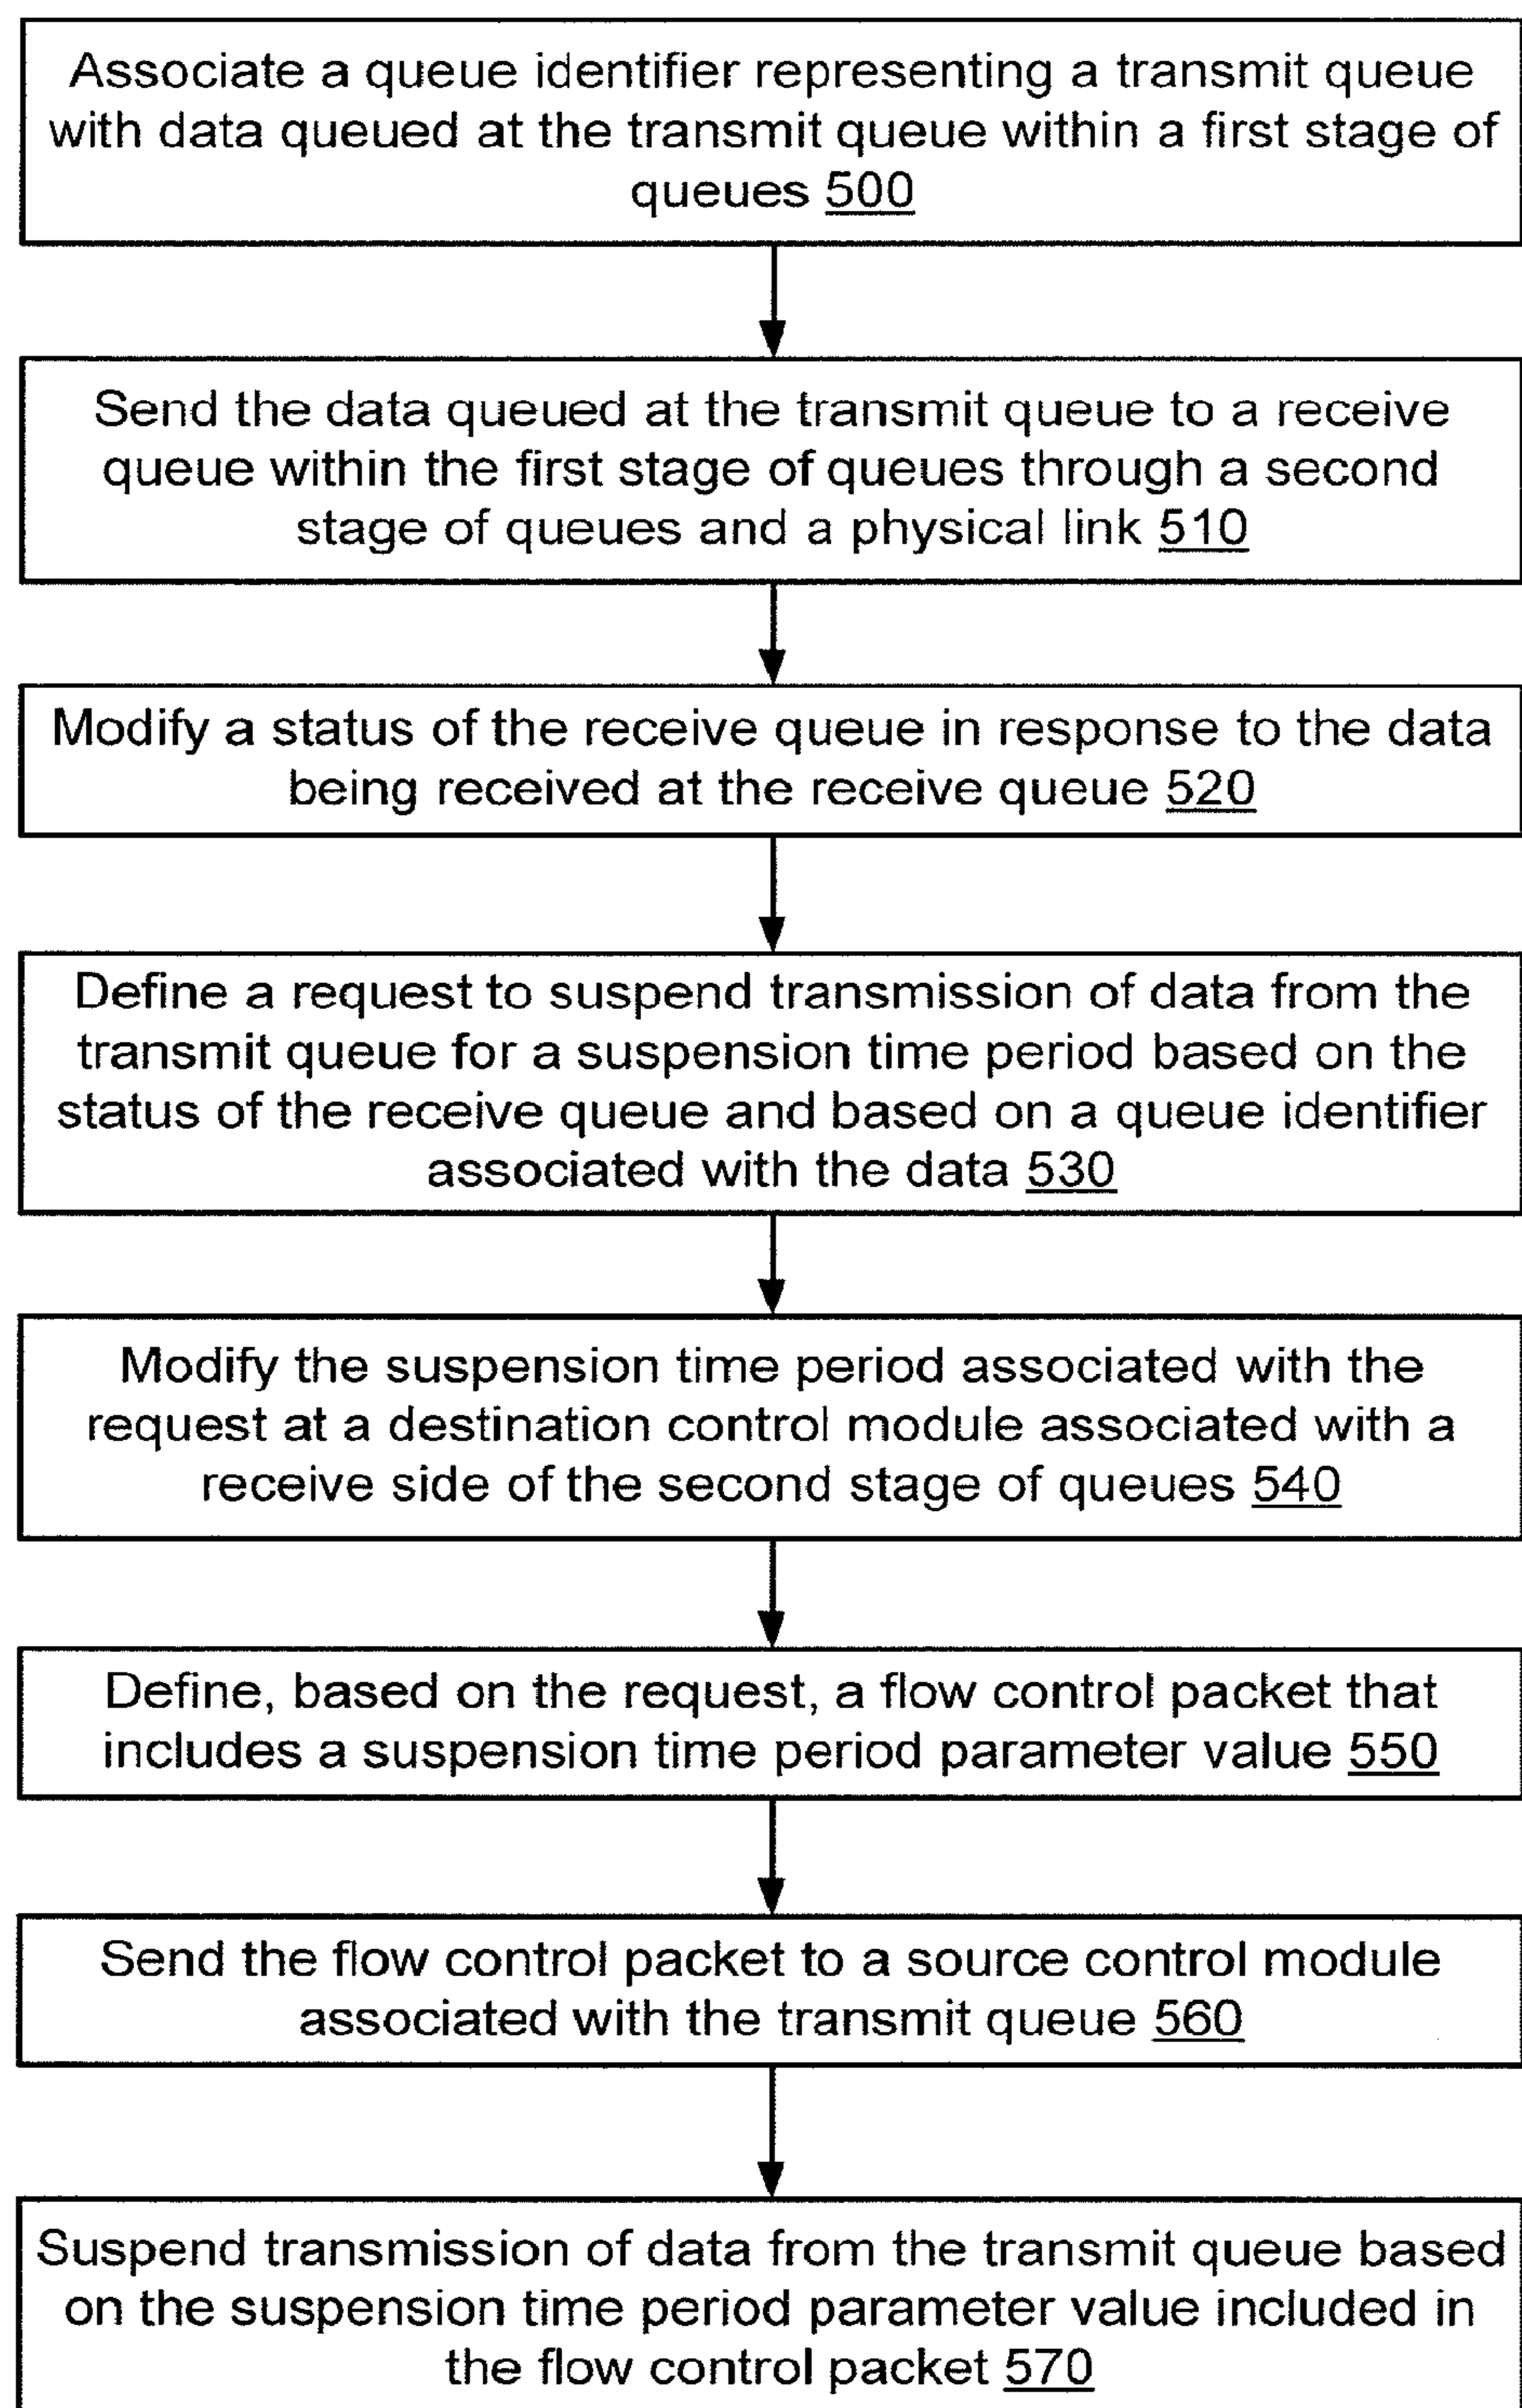 Associate a queue identifier representing a transmit queue
with data queued at the transmit queue within a first stage of
queues 500
Send the data queued at the transmit queue to a receive
queue within the first stage of queues through a second
stage of queues and a physical link 510
Modify a status of the receive queue in response to the data
being received at the receive queue 520
Define a request to suspend transmission of data from the
transmit queue for a suspension time period based on the
status of the receive queue and based on a queue identifier
associated with the data 530
Modify the suspension time period associated with the
request at a destination control module associated with a
receive side of the second stage of queues 540
Define, based on the request, a flow control packet that
includes a suspension time period parameter value 550
Send the flow control packet to a source control module
associated with the transmit queue 560
Suspend transmission of data from the transmit queue based
on the suspension time period parameter value included in
the flow control packet 570